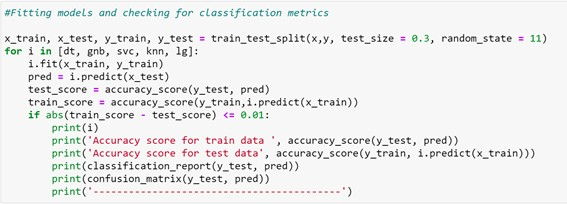 #Fitting models and checking for classification metrics
x_train, x_test, y_train, y_test = train_test_split(x,y, test_size = 0.3, random_state = 11)
for i in [dt, gnb, svc, knn, lg]:
    i.fit(x_train, y_train)
    pred = i.predict(x_test)
    test_score = accuracy_score(y_test, pred)
    train_score = accuracy_score(y_train,i.predict(x_train))
    if abs(train_score - test_score) <= 0.01:
        print(i)
        print('Accuracy score for train data ', accuracy_score(y_test, pred))
        print('Accuracy score for test data', accuracy_score(y_train, i.predict(x_train)))
        print(classification_report(y_test, pred))
        print(confusion_matrix(y_test, pred))
        print('------------------------------------------')